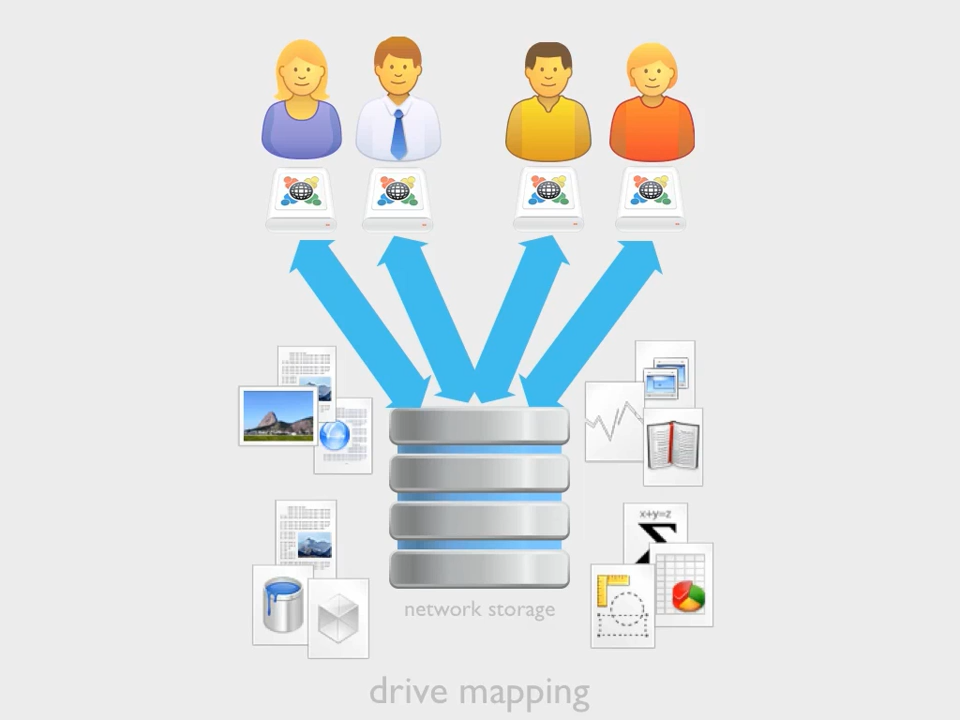 x+y=z
Σ
network storage
drive mapping